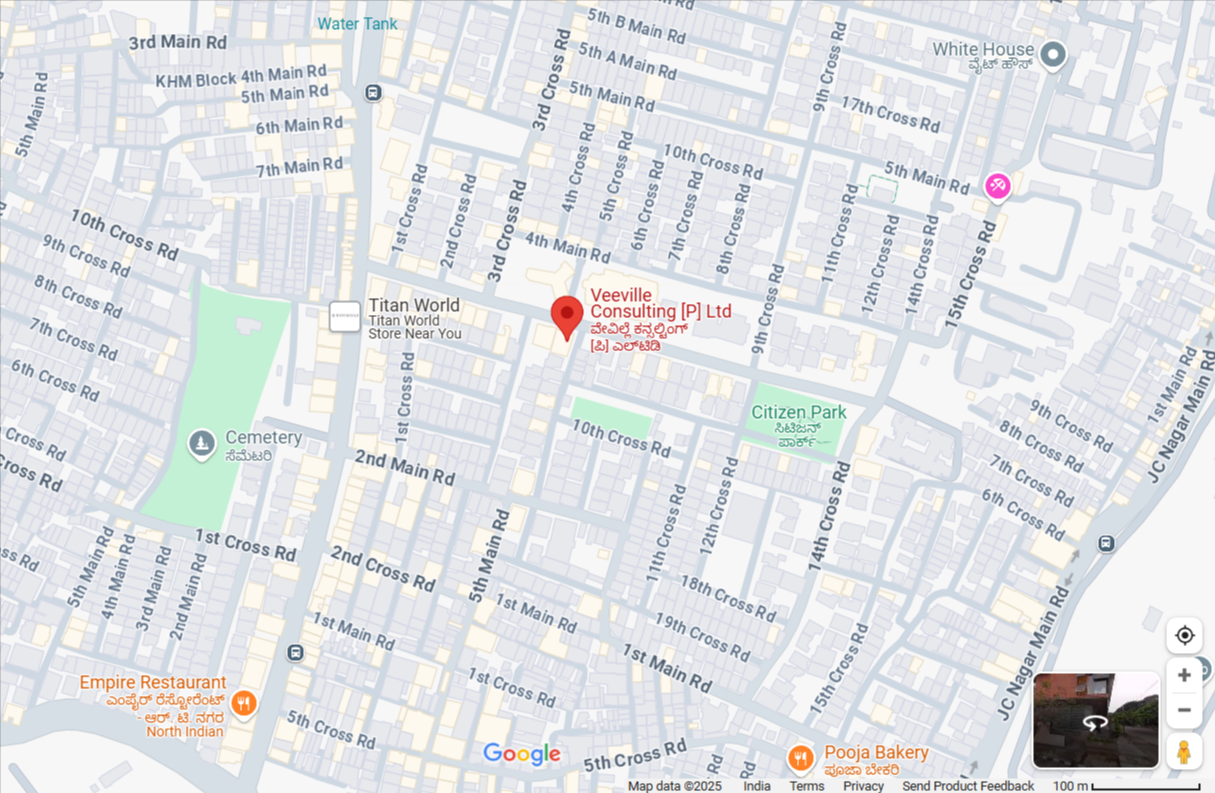 Water Tank
3rd Main Rd
KHM Block 4th Main Rd
5th Main Rd
6th Main Rd
7th Main Rd
5th Main Rd
3rd Cross Rd
5th B Main Rd
5th A Main Rd
5th Main Rd
9th Cross Rd
White House
ವೈಟ್ ಹೌಸ್
17th Cross Rd
10th Cross Rd
5th Main Rd
1st Cross Rd
2nd Cross Rd
3rd Cross Rd
4th Cross Rd
5th Cross Rd
6th Cross Rd
7th Cross Rd
8th Cross Rd
4th Main Rd
9th Cross Rd
11th Cross Rd
12th Cross Rd
14th Cross Rd
15th Cross Rd
10th Cross Rd
9th Cross Rd
8th Cross Rd
7th Cross Rd
6th Cross Rd
Cross Rd
Cross Rd
Titan World
Titan World
Store Near You
Veeville
Consulting [P] Ltd
ವೇವಿಲ್ಲೆ ಕನ್ಸಲ್ಟಿಂಗ್
[ಪಿ] ಎಲ್‌ಟಿಡಿ
1st Cross Rd
Cemetery
ಸೆಮೆಟರಿ
Citizen Park
ಸಿಟಿಜನ್
ಪಾರ್ಕ್
10th Cross Rd
2nd Main Rd
1st Main Rd
JC Nagar Main Rd
9th Cross Rd
8th Cross Rd
7th Cross Rd
6th Cross Rd
1st Cross Rd
2nd Cross Rd
5th Main Rd
11th Cross Rd
12th Cross Rd
14th Cross Rd
5th Main Rd
4th Main Rd
3rd Main Rd
2nd Main Rd
1st Main Rd
1st Main Rd
18th Cross Rd
19th Cross Rd
1st Main Rd
15th Cross Rd
JC Nagar Main Rd
1st Cross Rd
Empire Restaurant
ಎಂಪೈರ್ ರೆಸ್ಟೋರೆಂಟ್
- ಆರ್. ಟಿ. ನಗರ
North Indian
5th Cross Rd
Google
5th Cross Rd
Pooja Bakery
ಪೂಜಾ ಬೇಕರಿ
Map data ©2025 India Terms Privacy Send Product Feedback 100 m